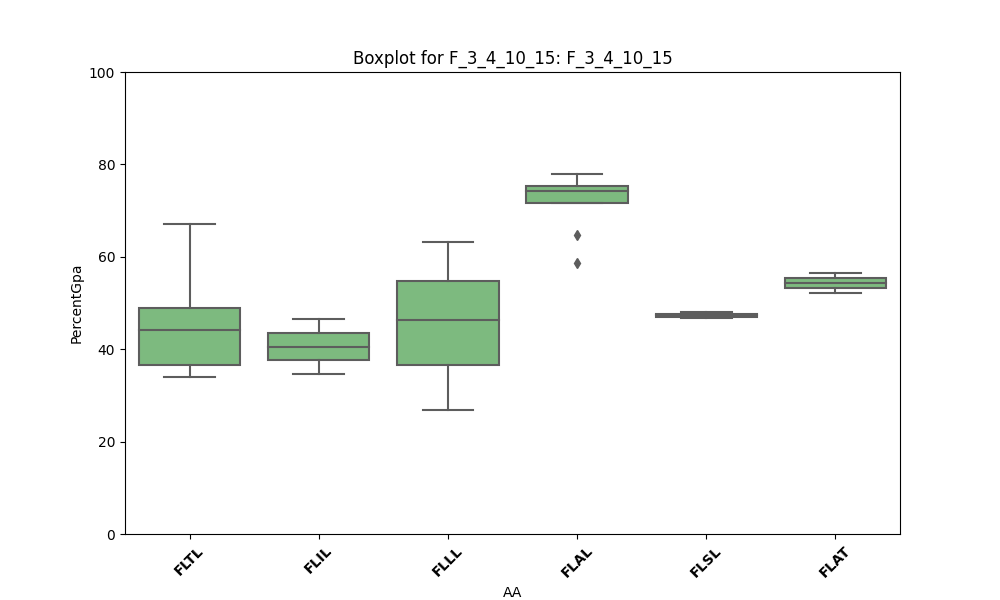 Boxplot for F_3_4_10_15: F_3_4_10_15
100
80
60
40
20
0
PercentGpa
FLTL
FLIL
FLLL
FLAL
FLSL
FLAT
AA